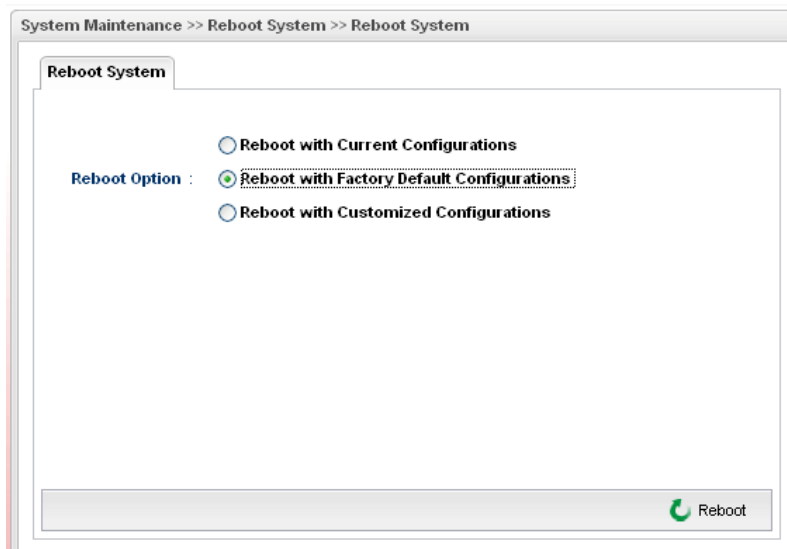 System Maintenance >> Reboot System >> Reboot System
Reboot System
Reboot with Current Configurations
Reboot Option : Reboot with Factory Default Configurations
Reboot with Customized Configurations
Reboot